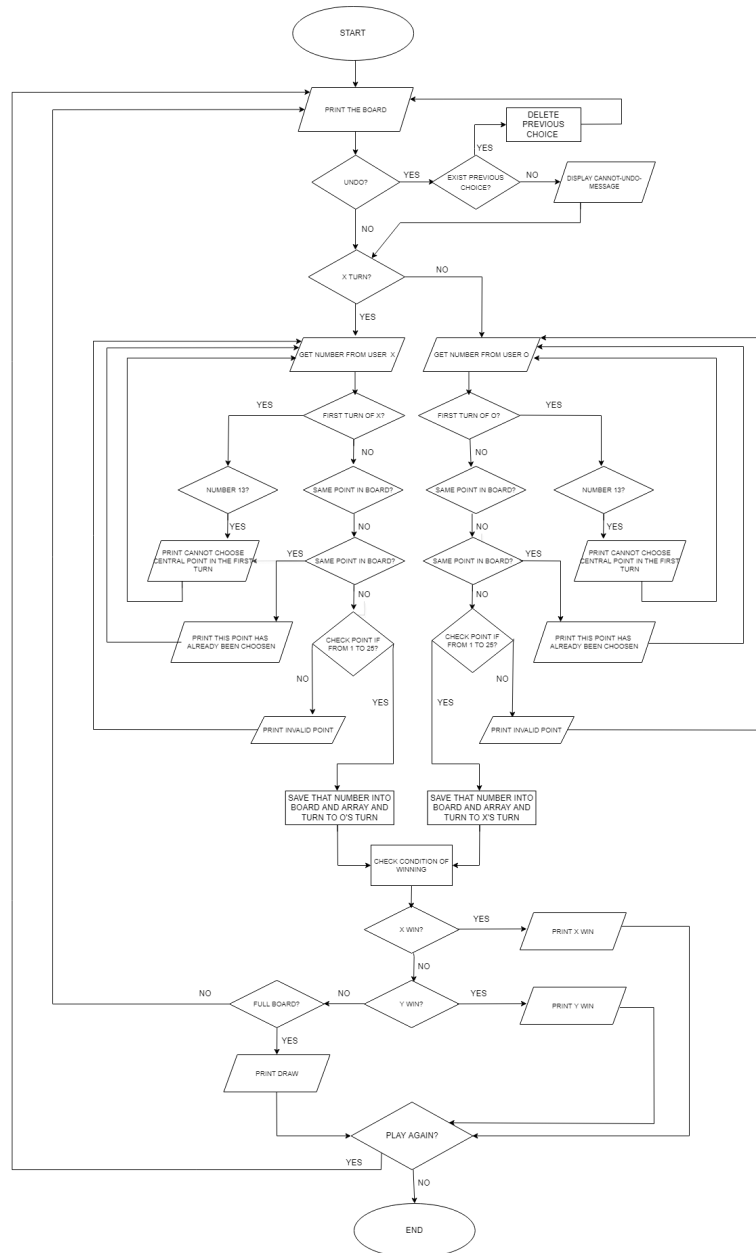 START
PRINT THE BOARD
DELETE
PREVIOUS
CHOICE
YES
UNDO?
YES
EXIST PREVIOUS
CHOICE?
NO
DISPLAY CANNOT-UNDO-
MESSAGE
NO
X TURN?
NO
YES
GET NUMBER FROM USER X
GET NUMBER FROM USER O
YES
FIRST TURN OF X?
FIRST TURN OF O?
YES
NO
NO
NUMBER 13?
SAME POINT IN BOARD?
SAME POINT IN BOARD?
NUMBER 13?
YES
NO
NO
YES
PRINT CANNOT CHOOSE
CENTRAL POINT IN THE FIRST
TURN
YES
SAME POINT IN BOARD?
SAME POINT IN BOARD?
YES
PRINT CANNOT CHOOSE
CENTRAL POINT IN THE FIRST
TURN
NO
NO
PRINT THIS POINT HAS
ALREADY BEEN CHOOSEN
CHECK POINT IF
FROM 1 TO 25?
CHECK POINT IF
FROM 1 TO 25?
PRINT THIS POINT HAS
ALREADY BEEN CHOOSEN
NO
YES
YES
NO
PRINT INVALID POINT
PRINT INVALID POINT
SAVE THAT NUMBER INTO
BOARD AND ARRAY AND
TURN TO O'S TURN
SAVE THAT NUMBER INTO
BOARD AND ARRAY AND
TURN TO X'S TURN
CHECK CONDITION OF
WINNING
X WIN?
YES
PRINT X WIN
NO
NO
FULL BOARD?
NO
Y WIN?
YES
PRINT Y WIN
YES
PRINT DRAW
PLAY AGAIN?
YES
NO
END